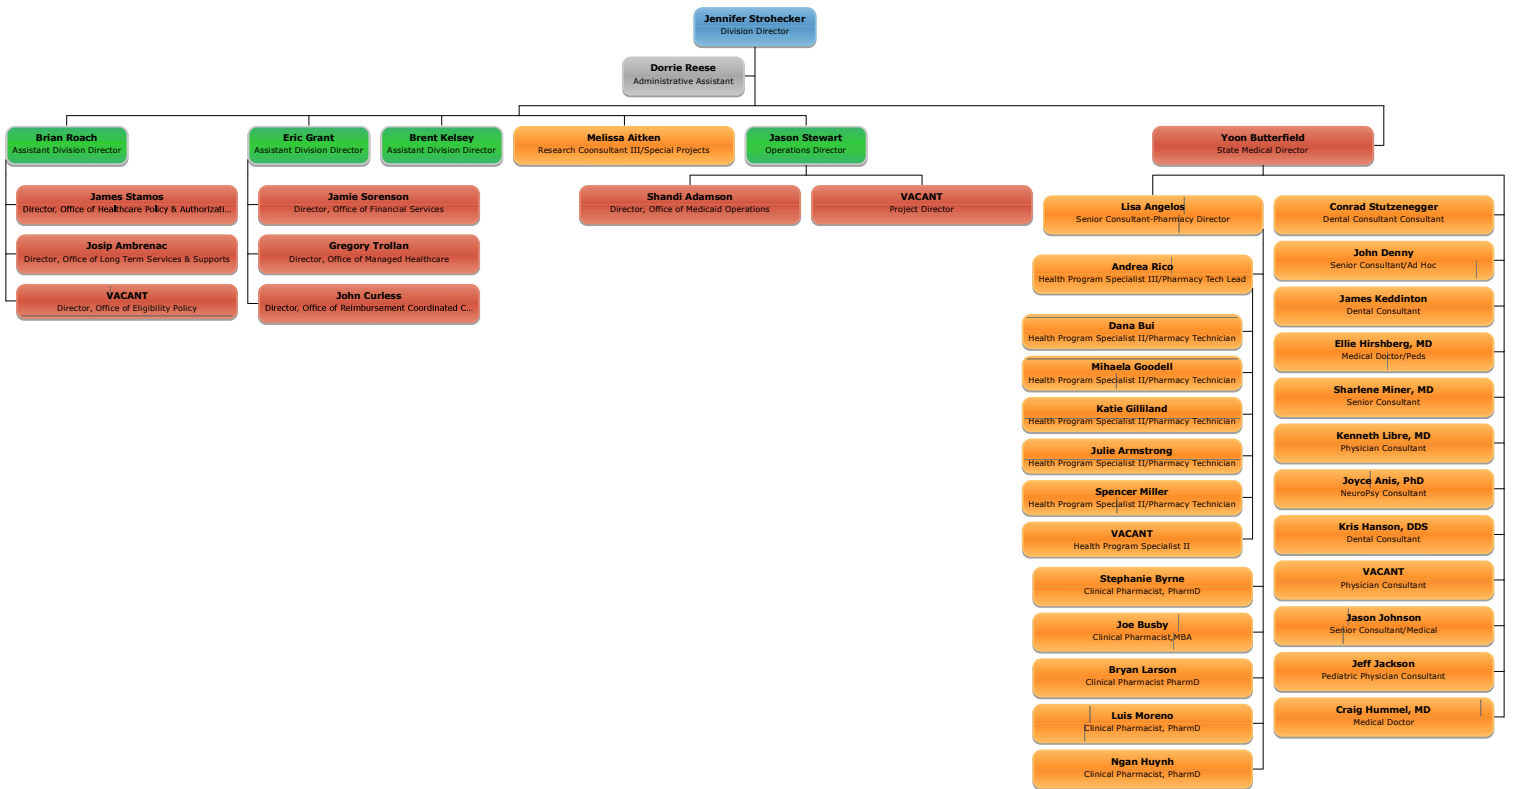 Jennifer Strohecker
Division Director
Dorrie Reese
Administrative Assistant
Brian Roach
Assistant Division Director
Eric Grant
Assistant Division Director
Brent Kelsey
Assistant Division Director
Melissa Aitken
Research Coonsultant III/Special Projects
Jason Stewart
Operations Director
Yoon Butterfield
State Medical Director
James Stamos
Director, Office of Healthcare Policy & Authorizati...
Josip Ambrenac
Director, Office of Long Term Services & Supports
VACANT
Director, Office of Eligibility Policy
Jamie Sorenson
Director, Office of Financial Services
Gregory Trollan
Director, Office of Managed Healthcare
John Curless
Director, Office of Reimbursement Coordinated C...
Shandi Adamson
Director, Office of Medicaid Operations
VACANT
Project Director
Lisa Angelos
Senior Consultant-Pharmacy Director
Andrea Rico
Health Program Specialist III/Pharmacy Tech Lead
Dana Bui
Health Program Specialist II/Pharmacy Technician
Mihaela Goodell
Health Program Specialist II/Pharmacy Technician
Katie Gilliland
Health Program Specialist II/Pharmacy Technician
Julie Armstrong
Health Program Specialist II/Pharmacy Technician
Spencer Miller
Health Program Specialist II/Pharmacy Technician
VACANT
Health Program Specialist II
Stephanie Byrne
Clinical Pharmacist, PharmD
Joe Busby
Clinical Pharmacist,MBA
Bryan Larson
Clinical Pharmacist PharmD
Luis Moreno
Clinical Pharmacist, PharmD
Ngan Huynh
Clinical Pharmacist, PharmD
Conrad Stutzenegger
Dental Consultant Consultant
John Denny
Senior Consultant/Ad Hoc
James Keddinton
Dental Consultant
Ellie Hirshberg, MD
Medical Doctor/Peds
Sharlene Miner, MD
Senior Consultant
Kenneth Libre, MD
Physician Consultant
Joyce Anis, PhD
NeuroPsy Consultant
Kris Hanson, DDS
Dental Consultant
VACANT
Physician Consultant
Jason Johnson
Senior Consultant/Medical
Jeff Jackson
Pediatric Physician Consultant
Craig Hummel, MD
Medical Doctor